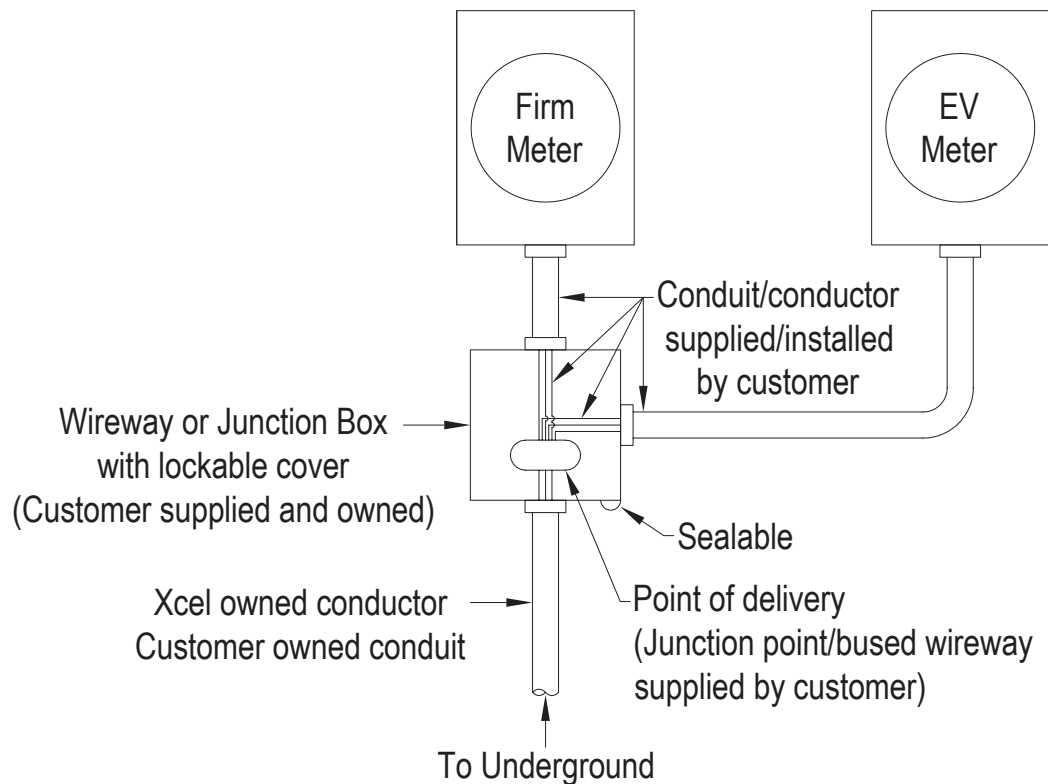 Firm
Meter
EV
Meter
Conduit/conductor
supplied/installed
by customer
Wireway or Junction Box
with lockable cover
(Customer supplied and owned)
Sealable
Xcel owned conductor
Customer owned conduit
Point of delivery
(Junction point/bused wireway
supplied by customer)
To Underground